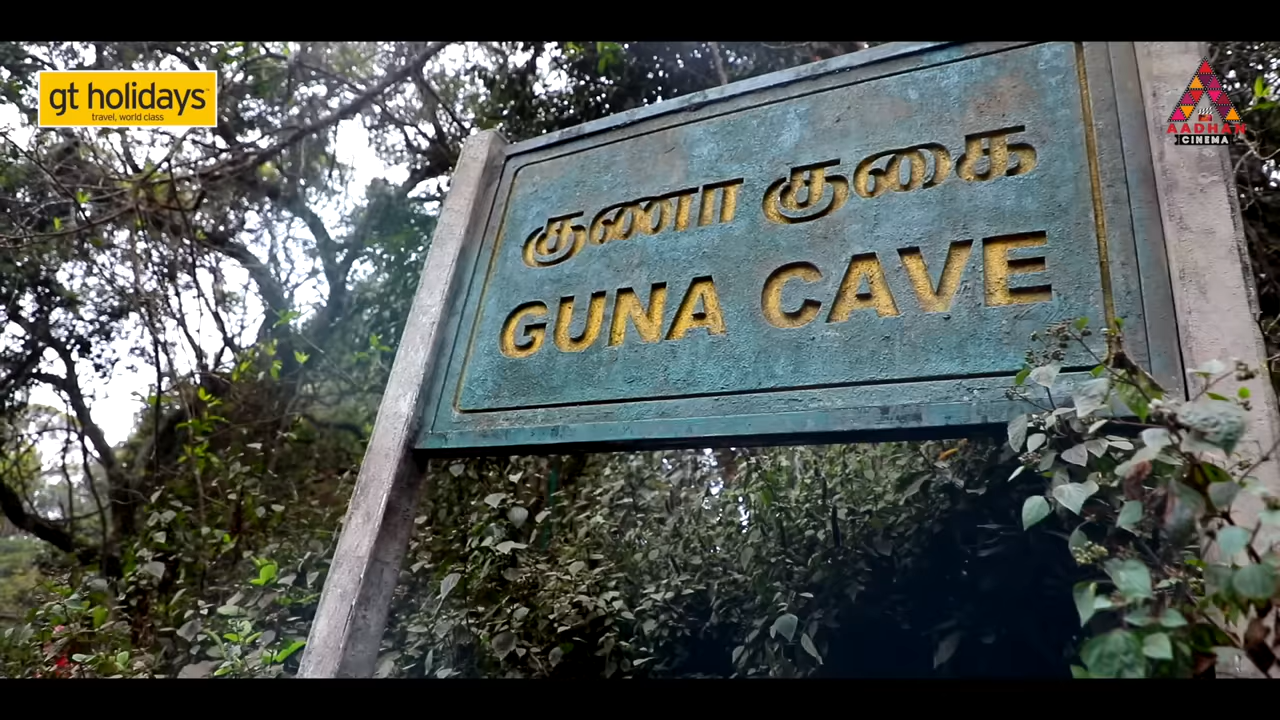 gt holidays
travel, world class
AADHAN
CINEMA
குணா குகை
GUNA CAVE